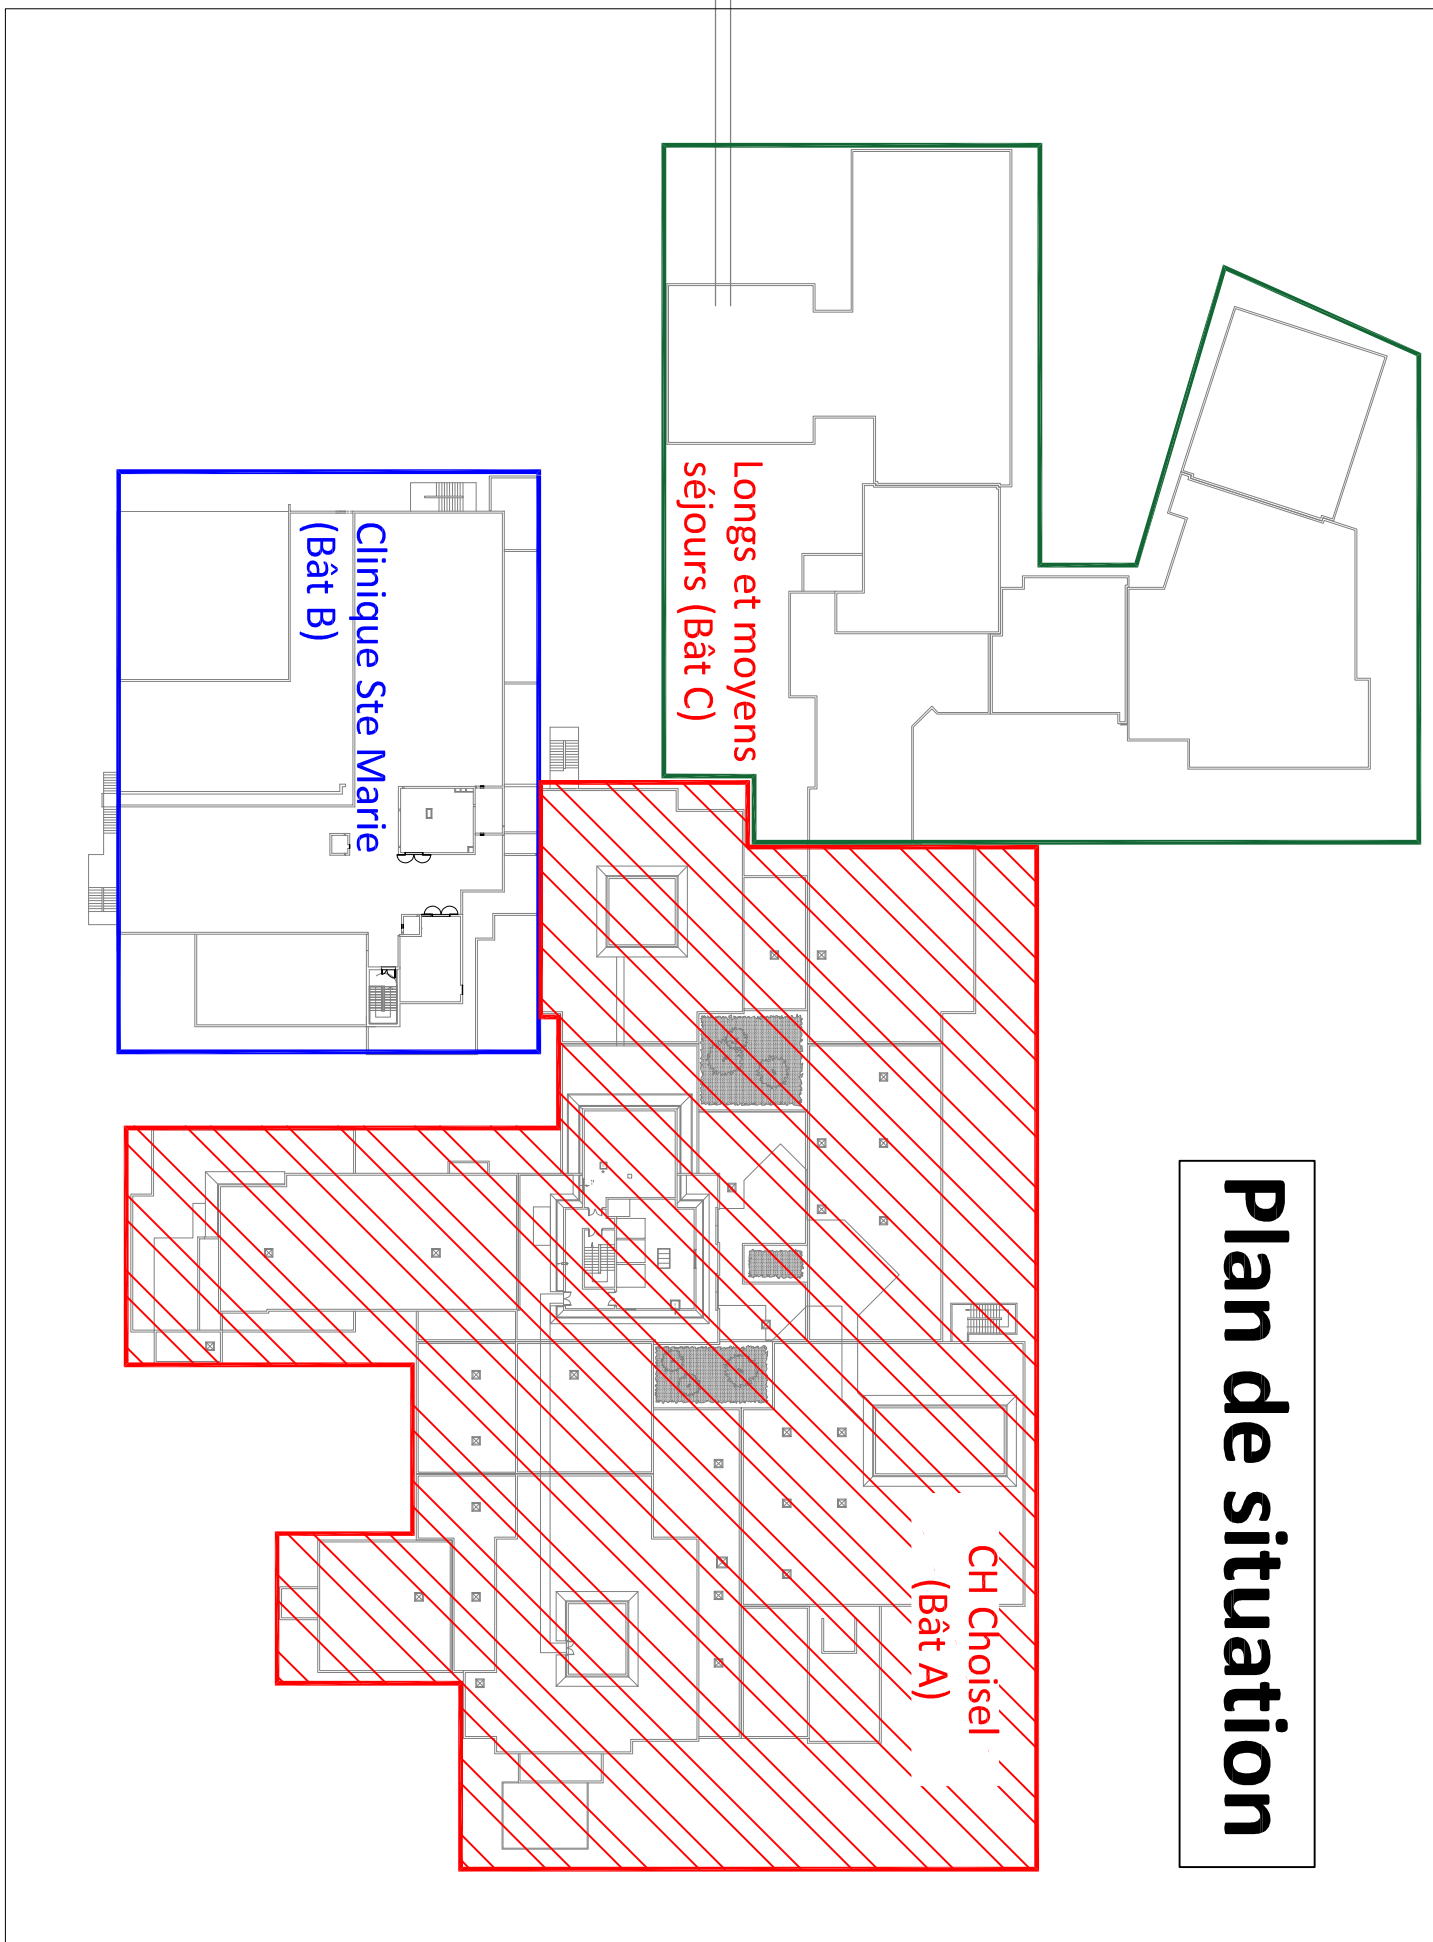 Plan de situation
Longs et moyens
séjours (Bât C)
Clinique Ste Marie
(Bât B)
CH Choisel
(Bât A)